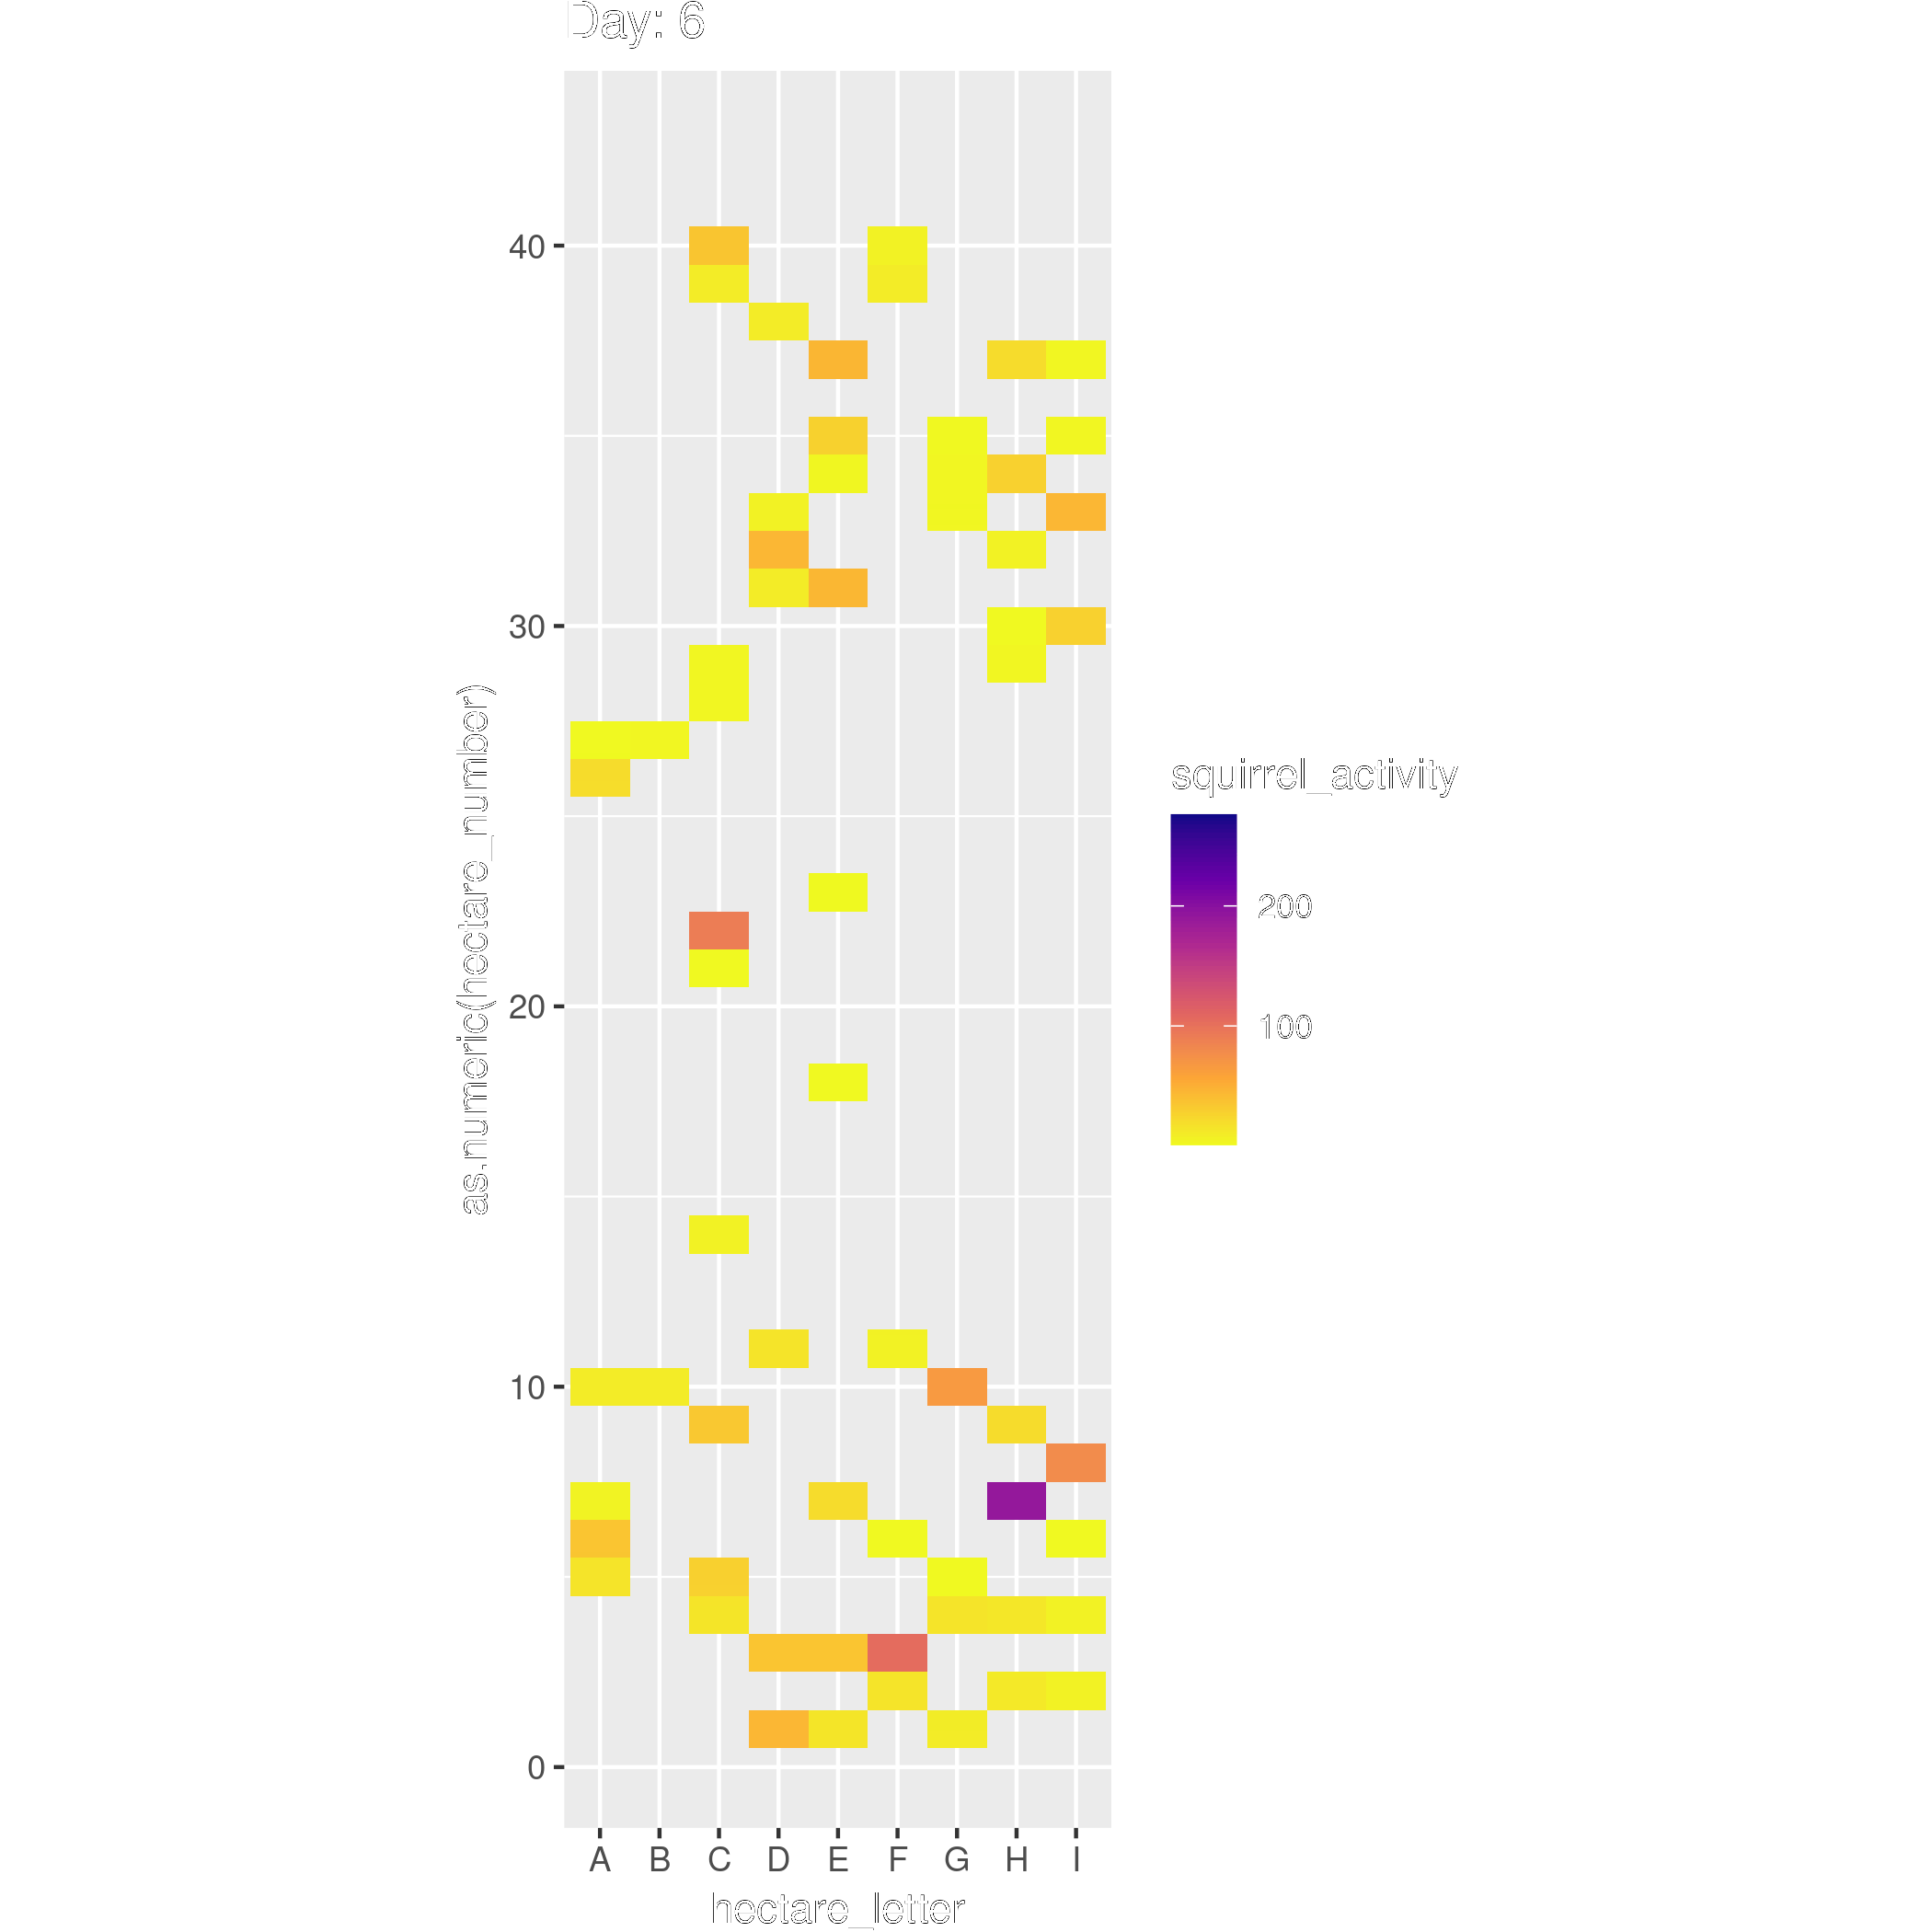 Day: 6
as.numeric(hectare_number)
40
30
20
10
0
A B C D E F G H I
hectare_letter
squirrel_activity
200
100